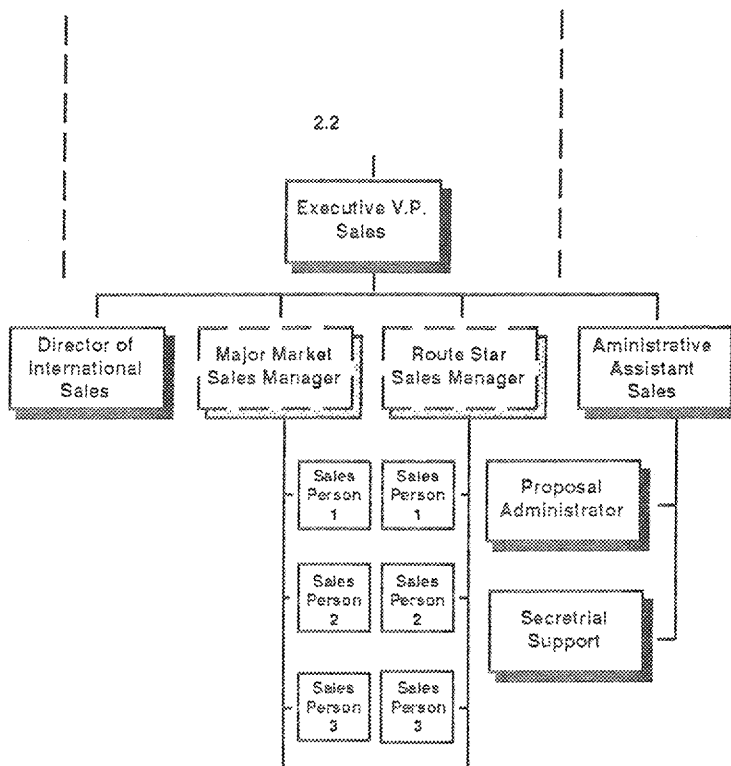 2.2
Executive V.P.
Sales
Director of
International
Sales
Major Market
Sales Manager
Route Star
Sales Manager
Aministrative
Assistant
Sales
Sales
Person
1
Sales
Person
1
Proposal
Administrator
Sales
Person
2
Sales
Person
2
Secretrial
Support
Sales
Person
3
Sales
Person
3